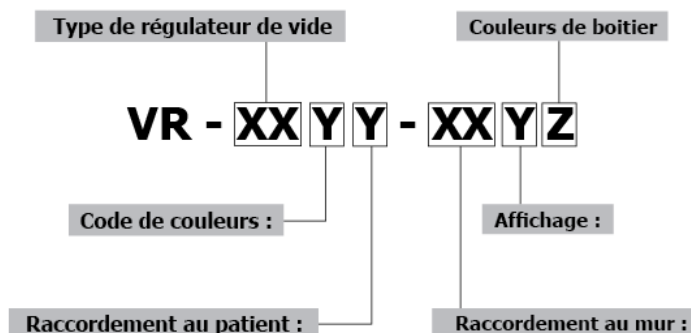 Type de régulateur de vide
Couleurs de boitier
VR - XX Y Y - XX Y Z
Code de couleurs :
Affichage :
Raccordement au patient :
Raccordement au mur :